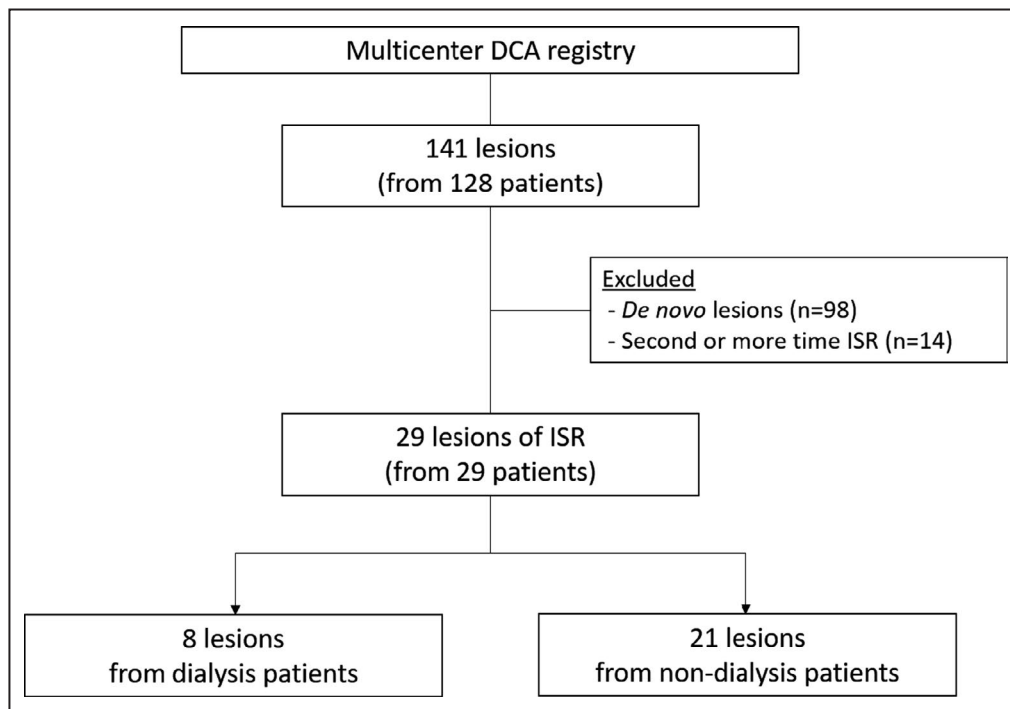 Multicenter DCA registry
141 lesions
(from 128 patients)
Excluded
- De novo lesions (n=98)
- Second or more time ISR (n=14)
29 lesions of ISR
(from 29 patients)
8 lesions
from dialysis patients
21 lesions
from non-dialysis patients